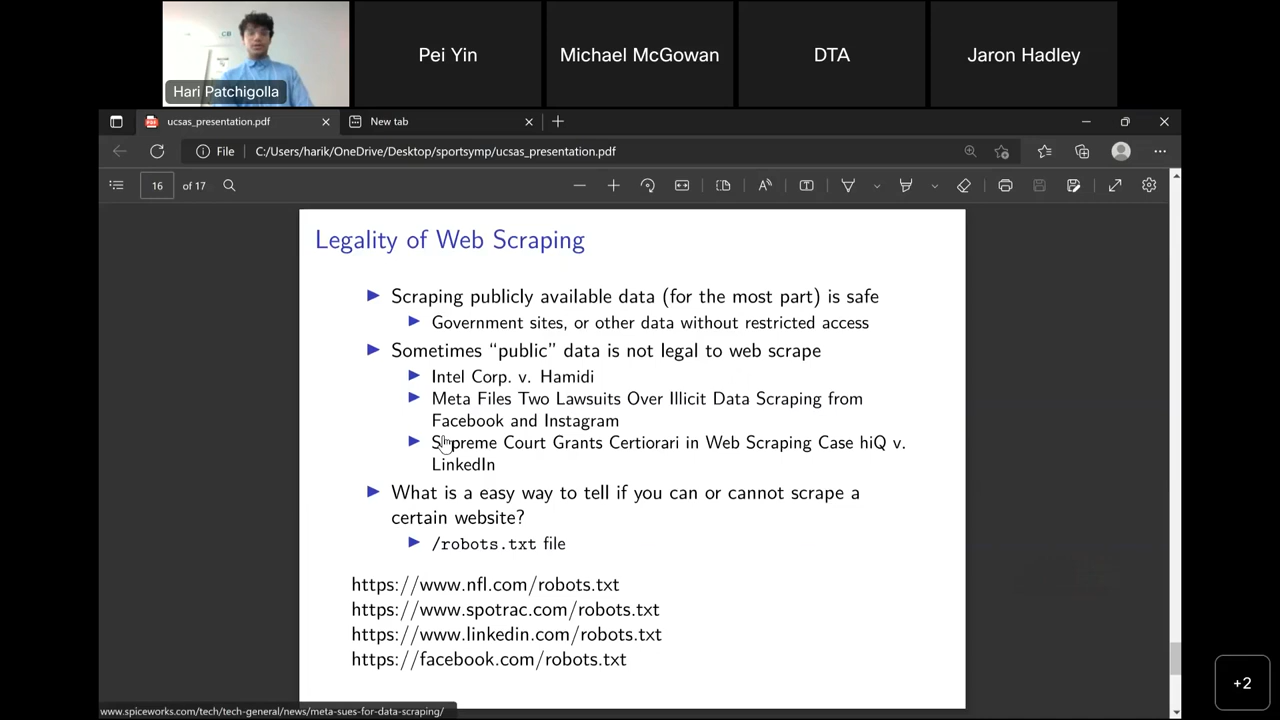 CB
Hari Patchigolla
Pei Yin
Michael McGowan
DTA
Jaron Hadley
ucsas_presentation.pdf
New tab
File
C:/Users/harik/OneDrive/Desktop/sportsymp/ucsas_presentation.pdf
16 of 17
Legality of Web Scraping
Scraping publicly available data (for the most part) is safe
Government sites, or other data without restricted access
Sometimes “public” data is not legal to web scrape
Intel Corp. v. Hamidi
Meta Files Two Lawsuits Over Illicit Data Scraping from
Facebook and Instagram
Supreme Court Grants Certiorari in Web Scraping Case hiQ v.
LinkedIn
What is a easy way to tell if you can or cannot scrape a
certain website?
/robots.txt file
https://www.nfl.com/robots.txt
https://www.spotrac.com/robots.txt
https://www.linkedin.com/robots.txt
https://facebook.com/robots.txt
+2
www.spiceworks.com/tech/tech-general/news/meta-sues-for-data-scraping/